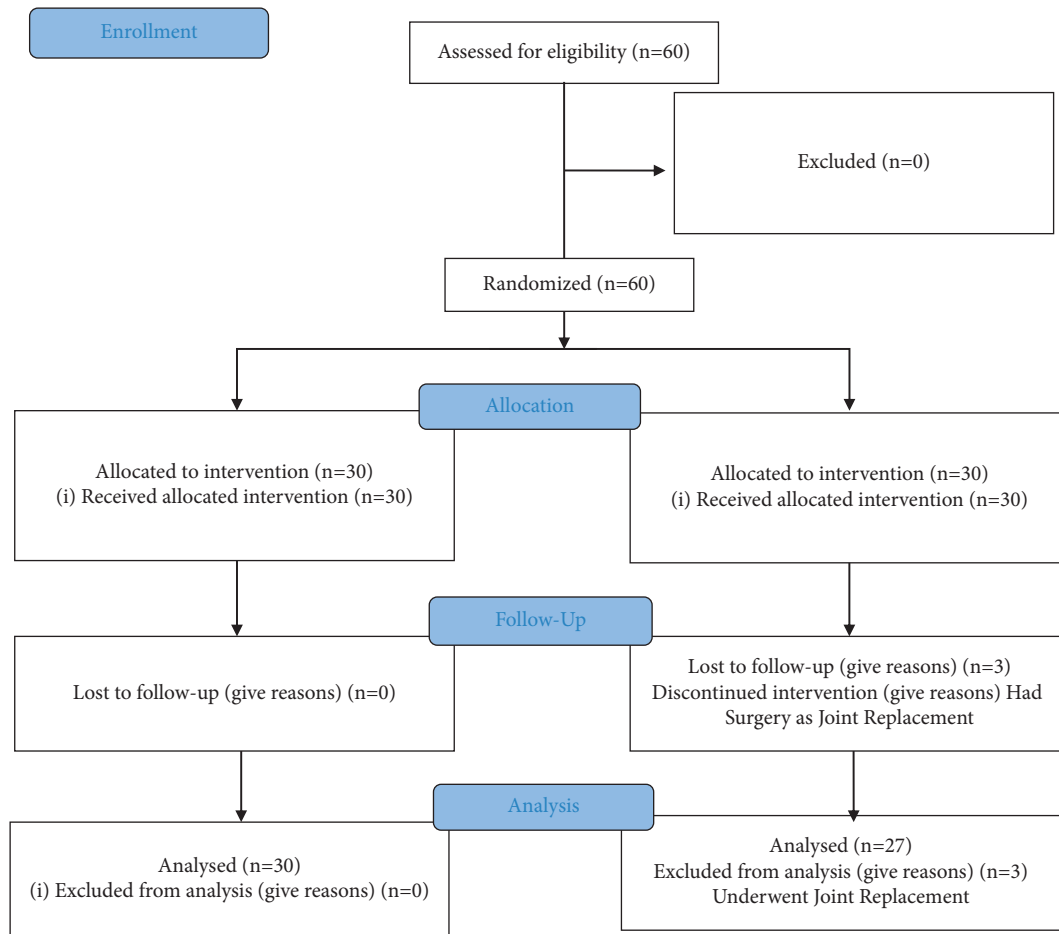 Enrollment
Assessed for eligibility (n=60)
Excluded (n=0)
Randomized (n=60)
Allocation
Allocated to intervention (n=30)
(i) Received allocated intervention (n=30)
Allocated to intervention (n=30)
(i) Received allocated intervention (n=30)
Follow-Up
Lost to follow-up (give reasons) (n=0)
Lost to follow-up (give reasons) (n=3)
Discontinued intervention (give reasons) Had
Surgery as Joint Replacement
Analysis
Analysed (n=30)
(i) Excluded from analysis (give reasons) (n=0)
Analysed (n=27)
Excluded from analysis (give reasons) (n=3)
Underwent Joint Replacement